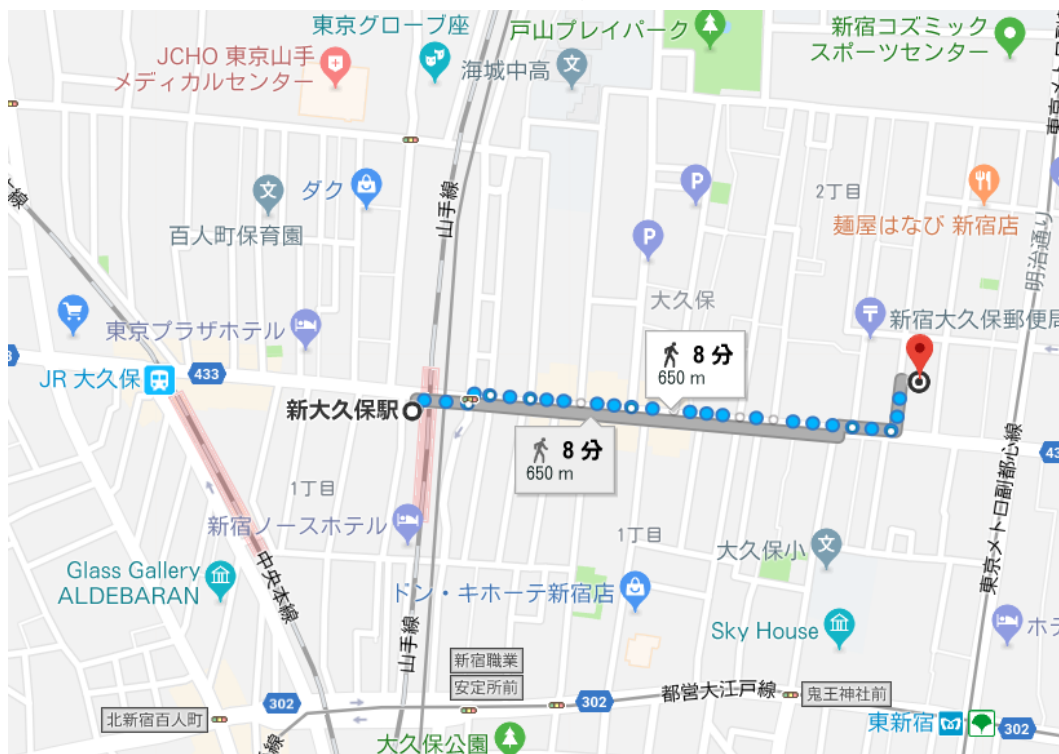 東京グローブ座
戸山プレイパーク
新宿コズミック
スポーツセンター
JCHO 東京山手
メディカルセンター
海城中高
文
山手線
ダク
文
百人町保育園
P
P
2丁目
麺屋はなび 新宿店
明治通り
大久保
東京プラザホテル
新宿大久保郵便局
8 分
650 m
JR 大久保
433
新大久保駅
8 分
650 m
1丁目
新宿ノースホテル
1丁目
大久保小
文
東京メトロ副都心線
中央本線
Glass Gallery
ALDEBARAN
ドン・キホーテ新宿店
Sky House
山手線
新宿職業
安定所前
都営大江戸線
鬼王神社前
302
302
302
北新宿百人町
東新宿
大久保公園